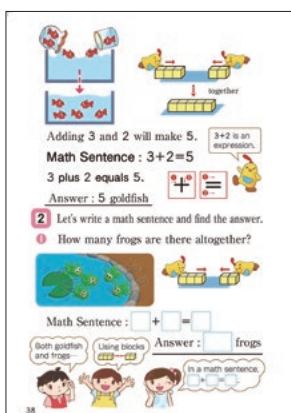 together
Adding 3 and 2 will make 5.
3+2 is an
expression.
Math Sentence : 3+2=5
3 plus 2 equals 5.
+ =
Answer : 5 goldfish
2 Let's write a math sentence and find the answer.
1 How many frogs are there altogether?
Math Sentence : + =
Answer : frogs
Both goldfish
and frogs…
Using blocks
In a math sentence,
+ =
38